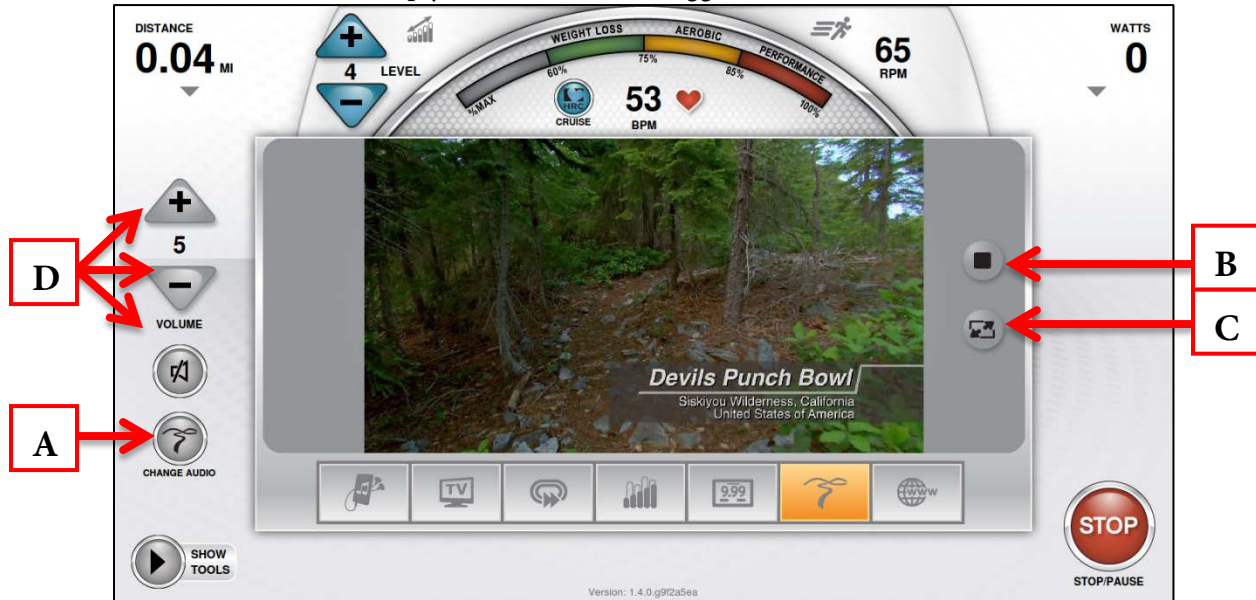 DISTANCE
0.04 MI
4 LEVEL
%MAX
60%
WEIGHT LOSS
75%
AEROBIC
85%
PERFORMANCE
100%
HRC
CRUISE
53
BPM
65
RPM
WATTS
0
5
VOLUME
D
B
C
A
CHANGE AUDIO
Devils Punch Bowl
Siskiyou Wilderness, California
United States of America
TV
9.99
www
SHOW
TOOLS
STOP
STOP/PAUSE
Version: 1.4.0.g9f2a5ea